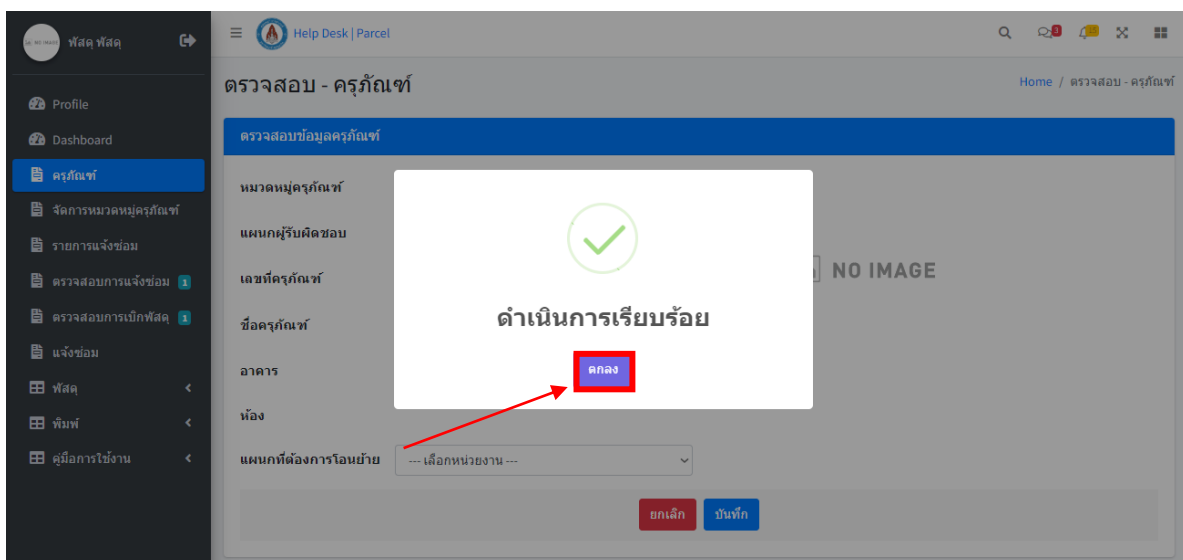 พัสดุ พัสดุ
Help Desk | Parcel
Profile
Dashboard
ครุภัณฑ์
จัดการหมวดหมู่ครุภัณฑ์
รายการแจ้งซ่อม
ตรวจสอบการแจ้งซ่อม 1
ตรวจสอบการเบิกพัสดุ 1
แจ้งซ่อม
พัสดุ
พิมพ์
คู่มือการใช้งาน
ตรวจสอบ - ครุภัณฑ์
Home / ตรวจสอบ - ครุภัณฑ์
ตรวจสอบข้อมูลครุภัณฑ์
หมวดหมู่ครุภัณฑ์
แผนกผู้รับผิดชอบ
เลขที่ครุภัณฑ์
NO IMAGE
ชื่อครุภัณฑ์
ดำเนินการเรียบร้อย
ตกลง
อาคาร
ห้อง
แผนกที่ต้องการโอนย้าย
--- เลือกหน่วยงาน ---
ยกเลิก
บันทึก